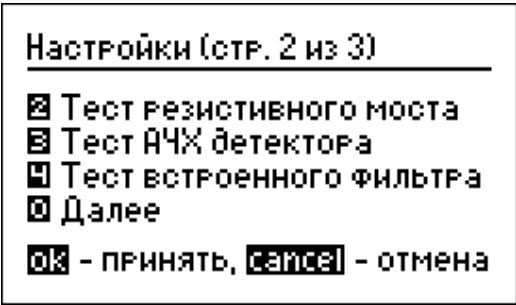 Настройки (стр. 2 из 3)
2 Тест резистивного моста
3 Тест АЧХ детектора
4 Тест встроенного фильтра
0 Далее
ok - принять, cancel - отмена